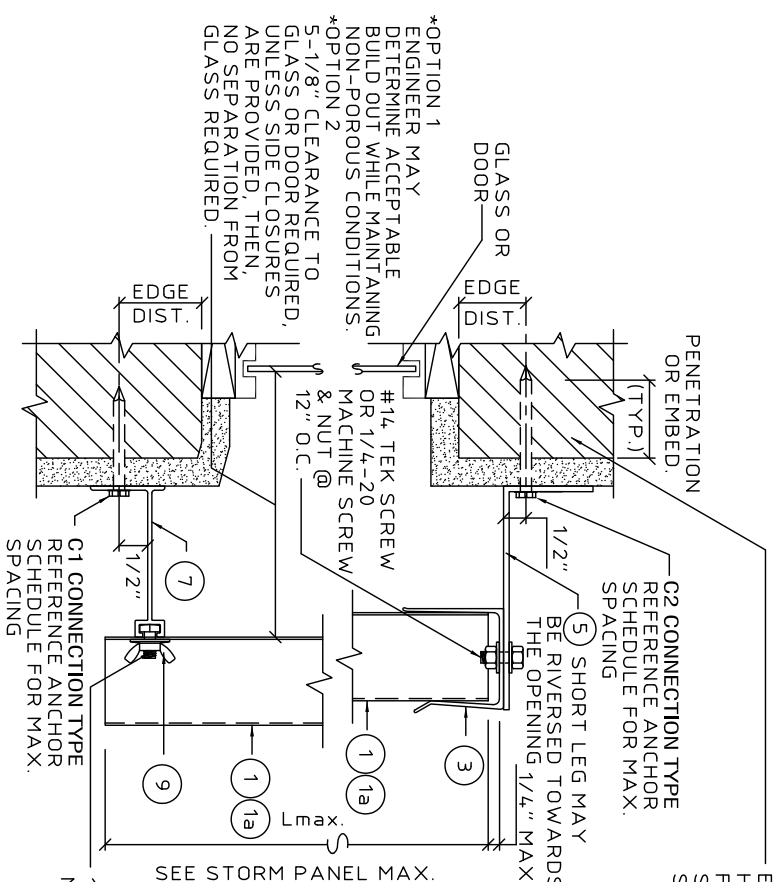 *OPTION 1
ENGINEER MAY
DETERMINE ACCEPTABLE
BUILD OUT WHILE MAINTANING
NON-POROUS CONDITIONS.
*OPTION 2
5-1/8" CLEARANCE TO
GLASS OR DOOR REQUIRED,
UNLESS SIDE CLOSURES
ARE PROVIDED, THEN,
NO SEPARATION FROM
GLASS REQUIRED.
GLASS OR
DOOR
EDGE
DIST.
EDGE
DIST.
PENETRATION
OR EMBED.
(TYP.)
#14 TEK SCREW
OR 1/4-20
MACHINE SCREW
& NUT @
12" O.C.
1/2"
C2 CONNECTION TYPE
REFERENCE ANCHOR
SCHEDULE FOR MAX.
SPACING
5 SHORT LEG MAY
BE RIVERSED TOWARDS
THE OPENING
1/4" MAX
3
1
1a
7
1/2"
C1 CONNECTION TYPE
REFERENCE ANCHOR
SCHEDULE FOR MAX.
SPACING
9
1
1a
Lmax.
SEE STORM PANEL MAX.